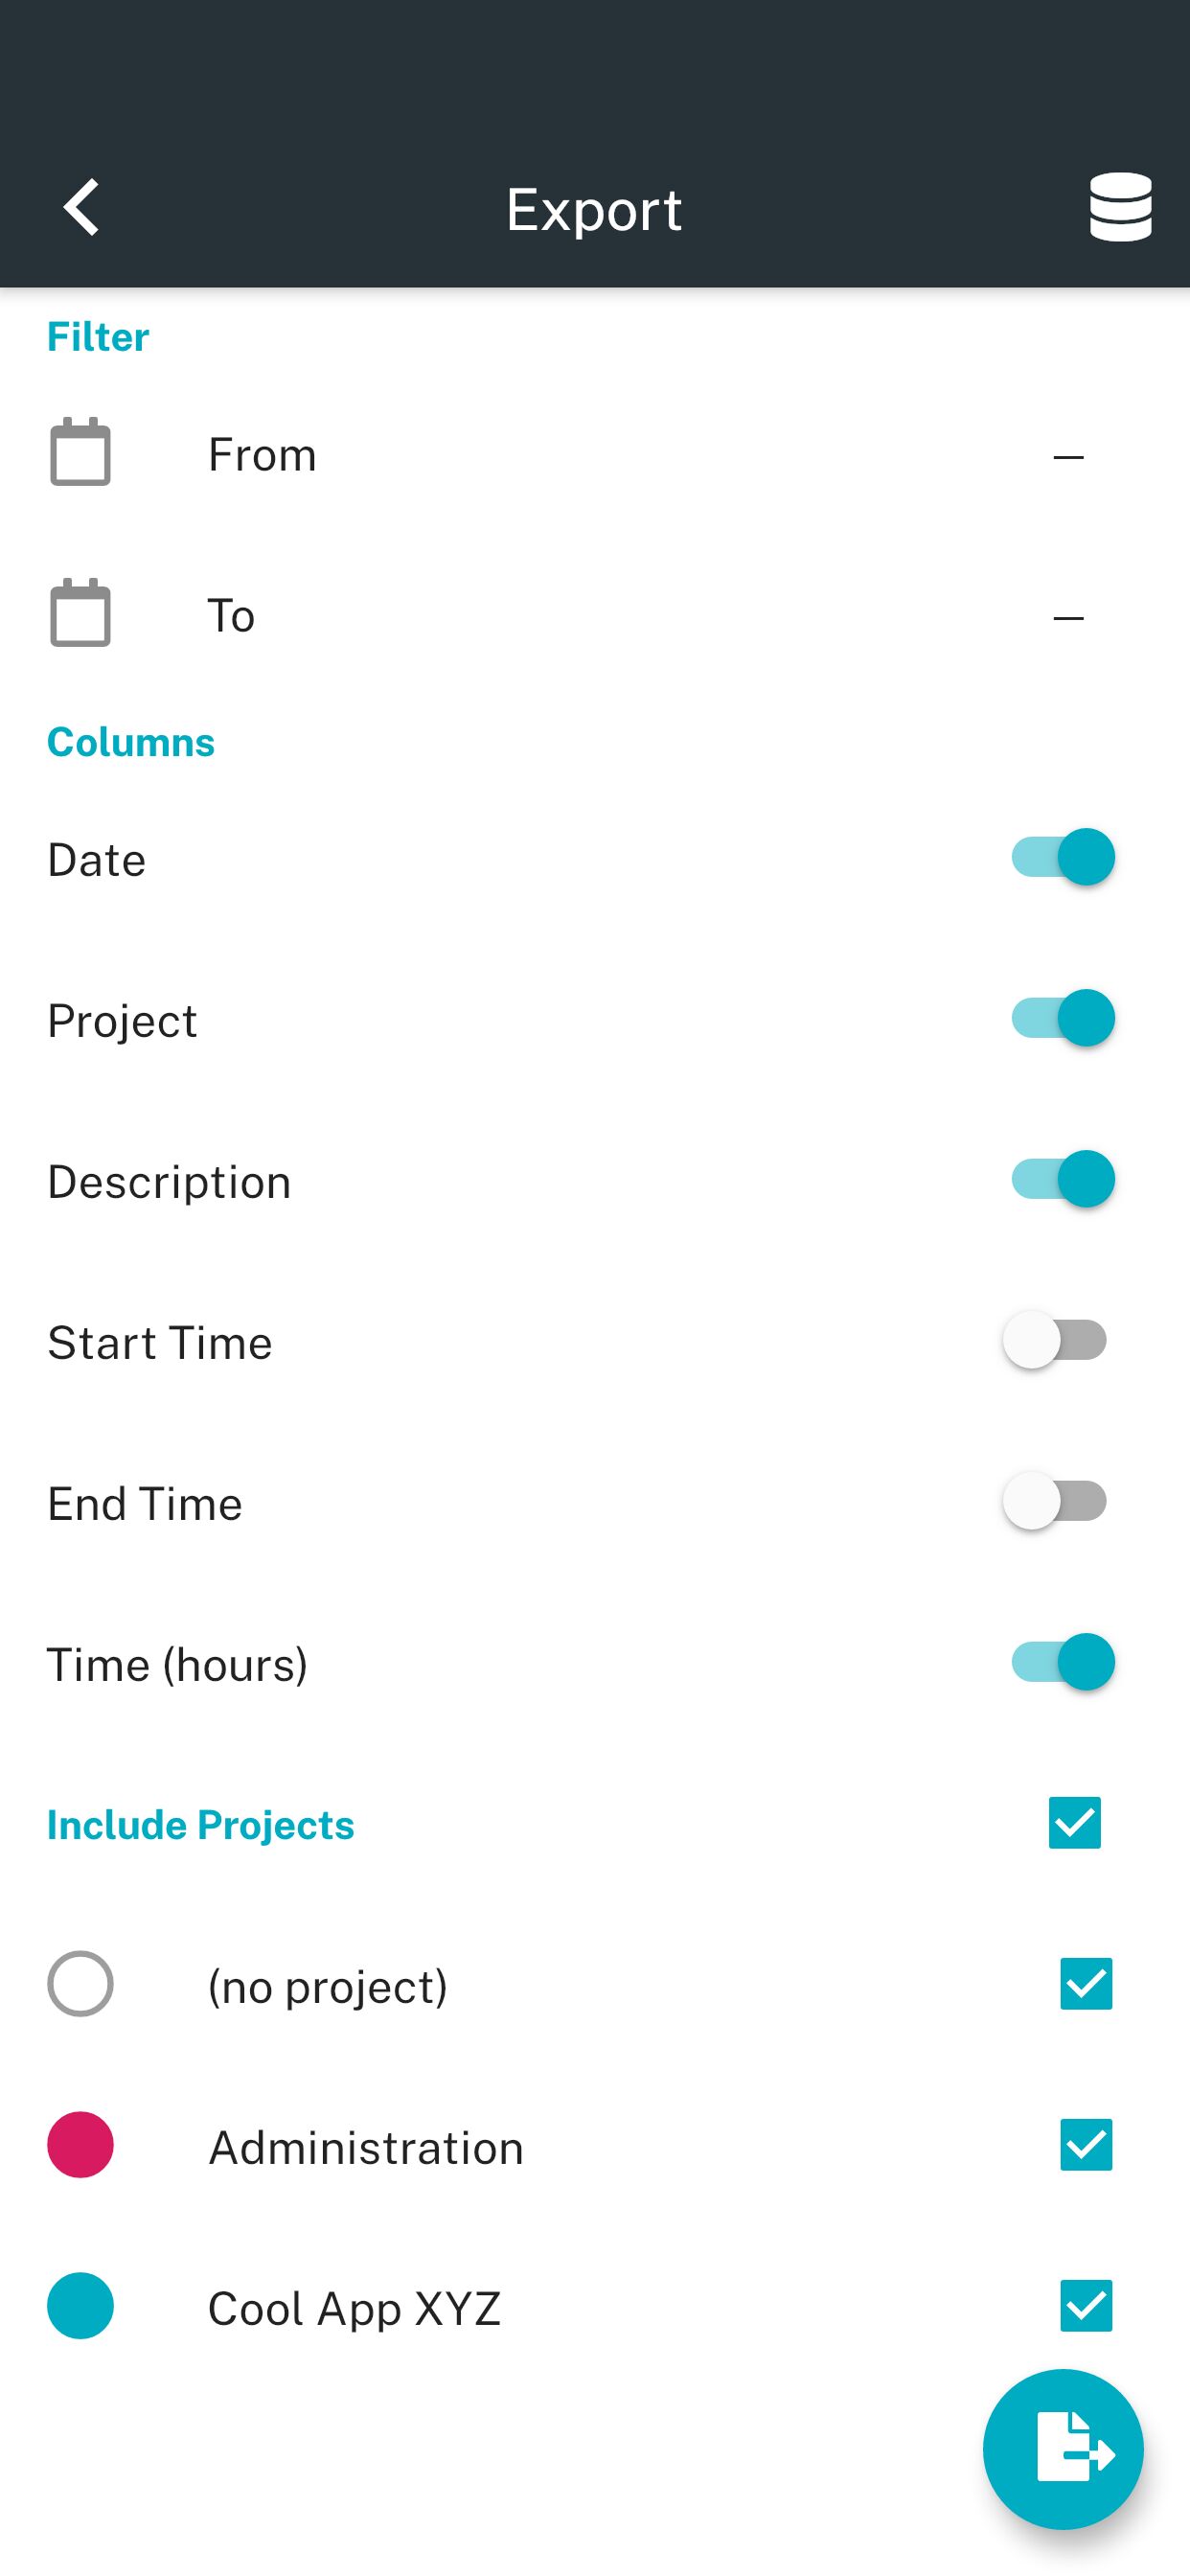 Export
Filter
From —
To —
Columns
Date
Project
Description
Start Time
End Time
Time (hours)
Include Projects
(no project)
Administration
Cool App XYZ